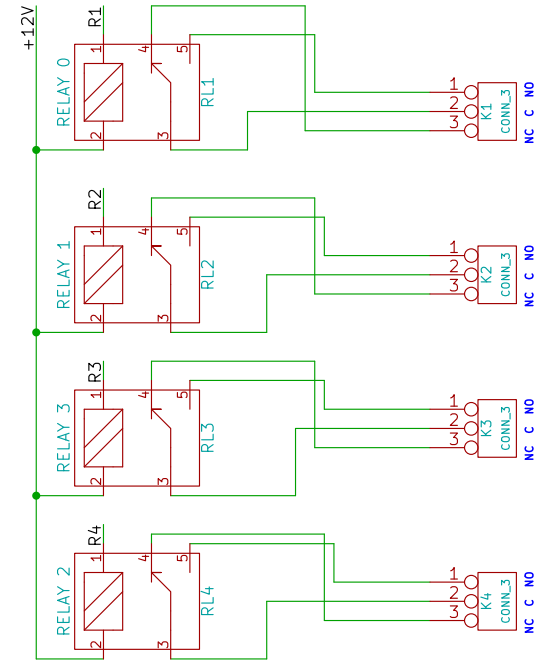 +12V
R1
RELAY 0
1
4
5
2
3
RL1
1
2
3
K1
CONN_3
NC C NO
R2
RELAY 1
1
4
5
2
3
RL2
1
2
3
K2
CONN_3
NC C NO
R3
RELAY 3
1
4
5
2
3
RL3
1
2
3
K3
CONN_3
NC C NO
R4
RELAY 2
1
4
5
2
3
RL4
1
2
3
K4
CONN_3
NC C NO